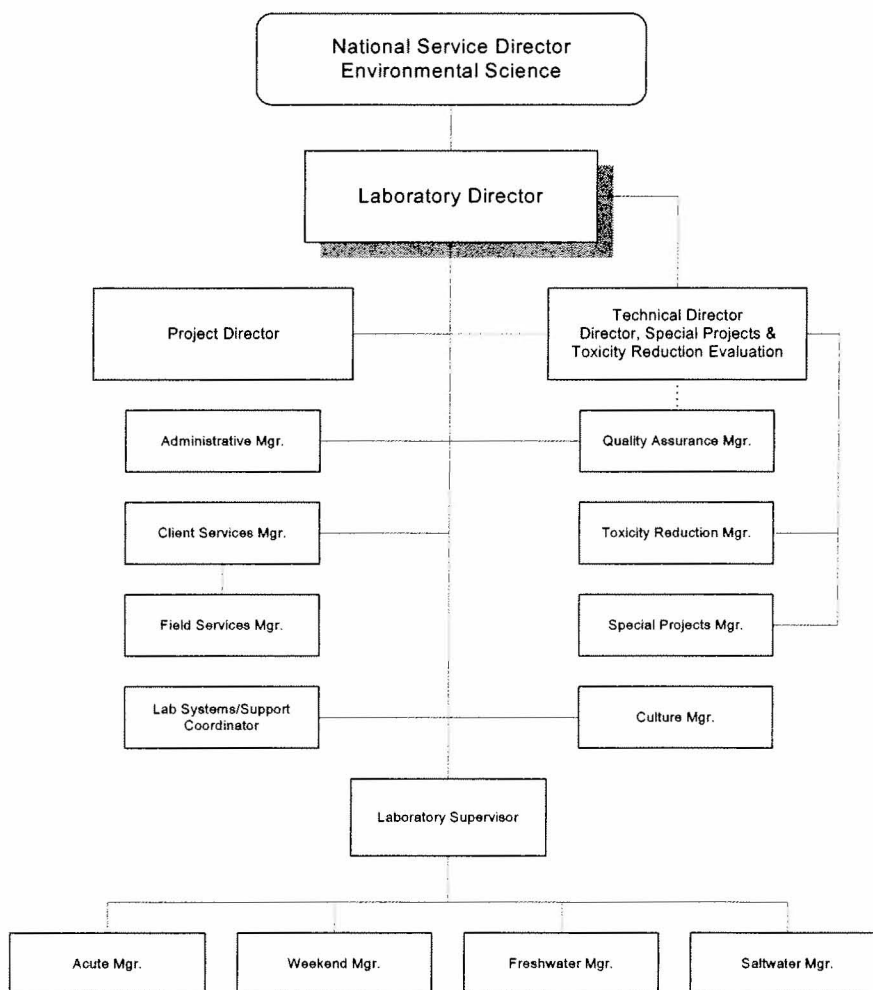 National Service Director
Environmental Science
Laboratory Director
Project Director
Technical Director
Director, Special Projects &
Toxicity Reduction Evaluation
Administrative Mgr.
Quality Assurance Mgr.
Client Services Mgr.
Toxicity Reduction Mgr.
Field Services Mgr.
Special Projects Mgr.
Lab Systems/Support
Coordinator
Culture Mgr.
Laboratory Supervisor
Acute Mgr.
Weekend Mgr.
Freshwater Mgr.
Saltwater Mgr.